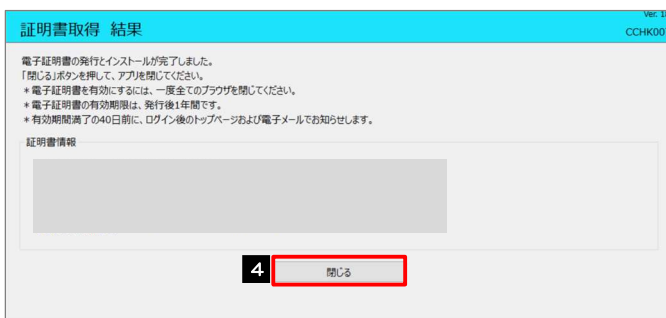 Ver. 1
証明書取得 結果
CCHK00
電子証明書の発行とインストールが完了しました。
「閉じる」ボタンを押して、アプリを閉じてください。
＊電子証明書を有効にするには、一度全てのブラウザを閉じてください。
＊電子証明書の有効期限は、発行後1年間です。
＊有効期間満了の40日前に、ログイン後のトップページおよび電子メールでお知らせします。
証明書情報
4 閉じる